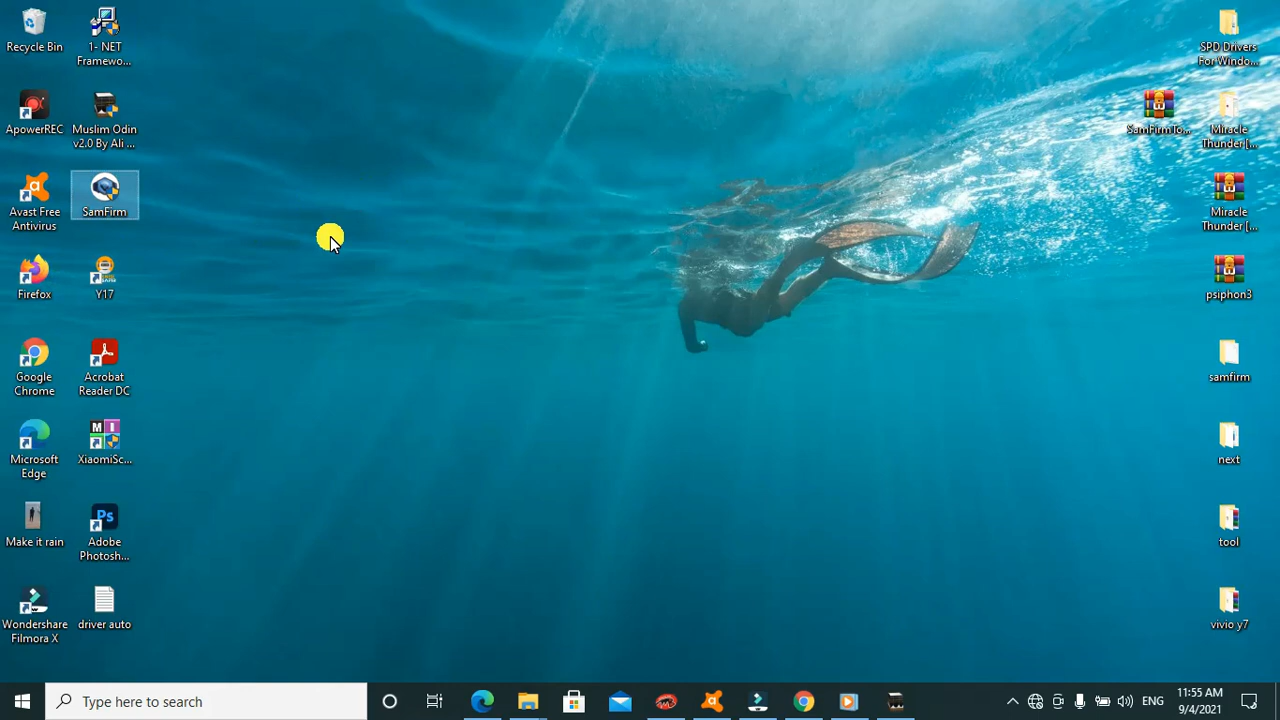 Recycle Bin
1- NET
Framewo...
ApowerREC
Muslim Odin
v2.0 By Ali ...
Avast Free
Antivirus
SamFirm
Firefox
Y17
Google
Chrome
Acrobat
Reader DC
Microsoft
Edge
MI
XiaomiSc...
Make it rain
Ps
Adobe
Photosh...
Wondershare
Filmora X
driver auto
SPD Drivers
For Windo...
SamFirm To...
Miracle
Thunder [...
Miracle
Thunder [...
psiphon3
samfirm
next
tool
vivio y7
Type here to search
ENG
11:55 AM
9/4/2021